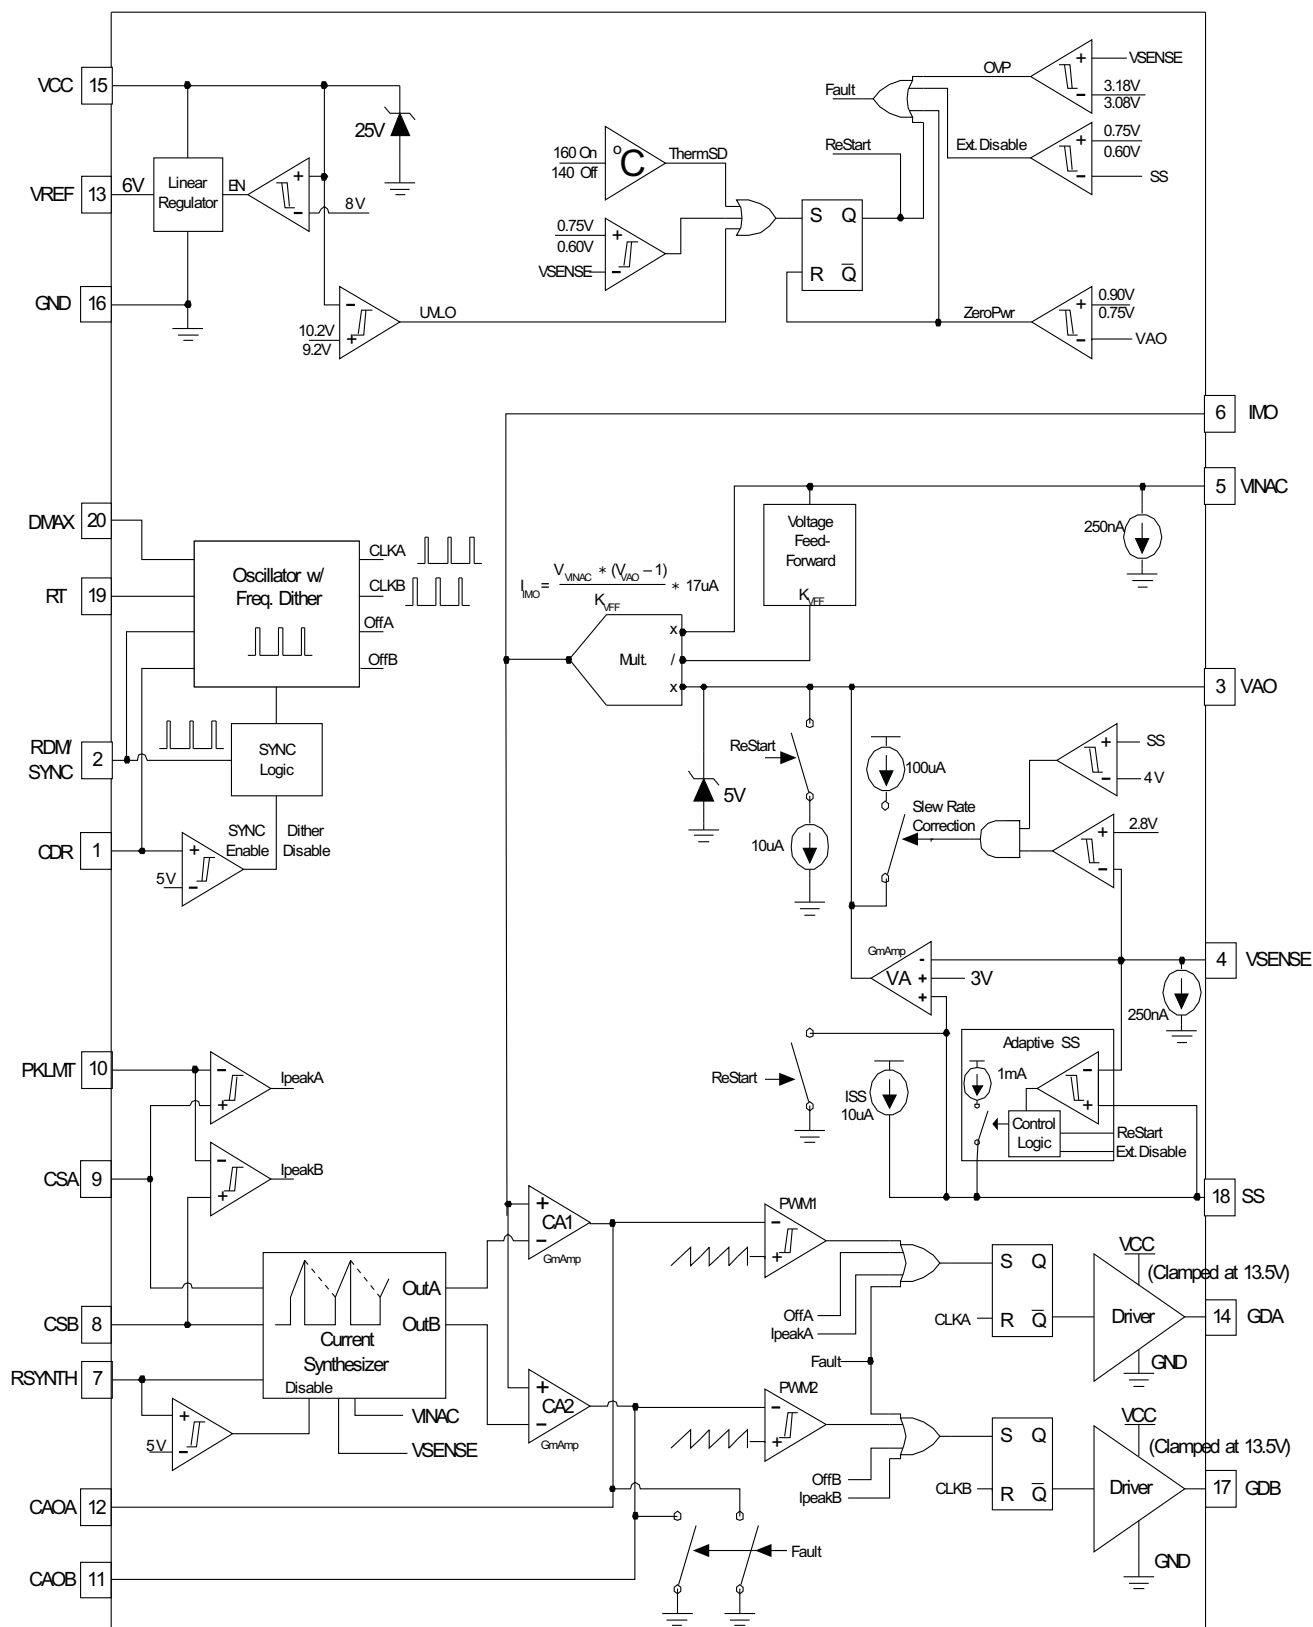 VCC 15
25V
VREF 13
6V
Linear
Regulator
EN
+
−
8V
GND 16
−
+
10.2V
9.2V
UVLO
160 On
140 Off
°C
ThermSD
0.75V
0.60V
VSENSE
+
−
S Q
R Q
Fault
ReStart
OVP
+
−
VSENSE
3.18V
3.08V
Ext. Disable
+
−
0.75V
0.60V
SS
ZeroPwr
+
−
0.90V
0.75V
VAO
6 IMO
5 VINAC
250nA
DMAX 20
RT 19
Oscillator w/
Freq. Dither
CLKA
CLKB
OffA
OffB
RDM/
SYNC
2
SYNC
Logic
CDR 1
5V
+
−
SYNC
Enable
Dither
Disable
I IMO = V VINAC * (V VAO − 1) * 17uA
K VFF
Voltage
Feed-
Forward
K VFF
Mult.
x
/
x
3 VAO
ReStart
5V
10uA
100uA
Slew Rate
Correction
+
−
SS
4V
+
−
2.8V
GmAmp
VA
-
+
+
3V
4 VSENSE
250nA
Adaptive SS
1mA
−
+
Control
Logic
ReStart
Ext. Disable
ReStart
ISS
10uA
18 SS
PKLMT 10
−
+
IpeakA
CSA 9
−
+
IpeakB
CSB 8
RSYNTH 7
Current
Synthesizer
OutA
OutB
Disable
VINAC
VSENSE
5V
+
−
+
CA1
−
GmAmp
+
CA2
−
GmAmp
PWM1
−
+
OffA
IpeakA
Fault
CLKA
S Q
R Q
VCC
(Clamped at 13.5V)
Driver
14 GDA
GND
PWM2
−
+
OffB
IpeakB
CLKB
S Q
R Q
VCC
(Clamped at 13.5V)
Driver
17 GDB
GND
CAOA 12
CAOB 11
Fault